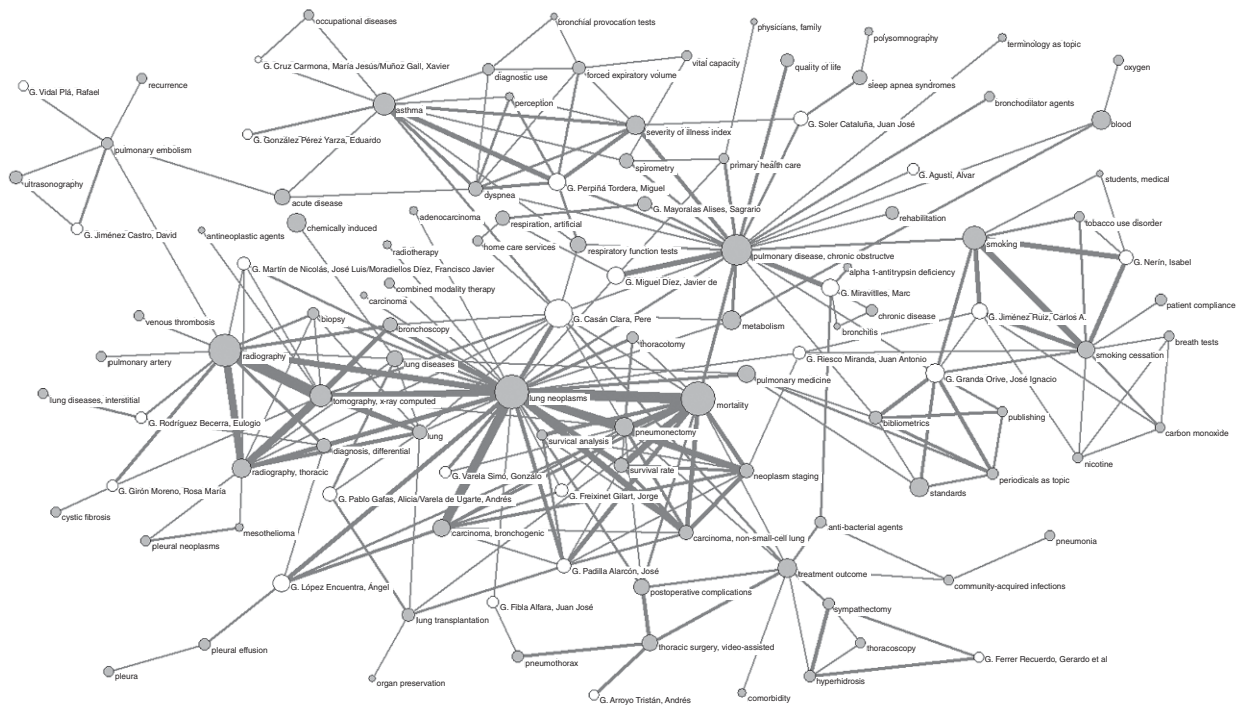 occupational diseases
bronchial provocation tests
physicians, family
polysomnography
terminology as topic
G. Cruz Carmona, María Jesús/Muñoz Gall, Xavier
diagnostic use
forced expiratory volume
vital capacity
quality of life
sleep apnea syndromes
oxygen
G. Vidal Plá, Rafael
recurrence
asthma
perception
bronchodilator agents
severity of illness index
G. Soler Cataluña, Juan José
blood
G. González Pérez Yarza, Eduardo
pulmonary embolism
spirometry
primary health care
ultrasonography
G. Agustí, Alvar
students, medical
acute disease
dyspnea
G. Perpiñá Tordera, Miguel
G. Mayoralas Alises, Sagrario
adenocarcinoma
respiration, artificial
rehabilitation
tobacco use disorder
G. Jiménez Castro, David
chemically induced
antineoplastic agents
radiotherapy
home care services
respiratory function tests
pulmonary disease, chronic obstructve
smoking
G. Nerín, Isabel
G. Martín de Nicolás, José Luis/Moradiellos Díez, Francisco Javier
alpha 1-antitrypsin deficiency
G. Miguel Díez, Javier de
G. Miravitlles, Marc
combined modality therapy
carcinoma
patient compliance
venous thrombosis
biopsy
bronchoscopy
G. Casán Clara, Pere
metabolism
chronic disease
bronchitis
G. Jiménez Ruiz, Carlos A.
thoracotomy
breath tests
pulmonary artery
radiography
lung diseases
G. Riesco Miranda, Juan Antonio
smoking cessation
pulmonary medicine
G. Granda Orive, José Ignacio
lung diseases, interstitial
tomography, x-ray computed
lung neoplasms
mortality
G. Rodríguez Becerra, Eulogio
bibliometrics
publishing
lung
survival analysis
pneumonectomy
carbon monoxide
diagnosis, differential
radiography, thoracic
G. Varela Simo, Gonzalo
survival rate
neoplasm staging
periodicals as topic
nicotine
G. Girón Moreno, Rosa María
G. Pablo Gafas, Alicia/Varela de Ugarte, Andrés
G. Freixinet Gilart, Jorge
standards
cystic fibrosis
mesothelioma
pleural neoplasms
carcinoma, bronchogenic
carcinoma, non-small-cell lung
anti-bacterial agents
pneumonia
G. Padilla Alarcón, José
treatment outcome
community-acquired infections
G. López Encuentra, Ángel
postoperative complications
G. Fibla Alfara, Juan José
sympathectomy
lung transplantation
pleural effusion
pneumothorax
thoracic surgery, video-assisted
thoracoscopy
G. Ferrer Recuerdo, Gerardo et al
pleura
organ preservation
hyperhidrosis
G. Arroyo Tristán, Andrés
comorbidity